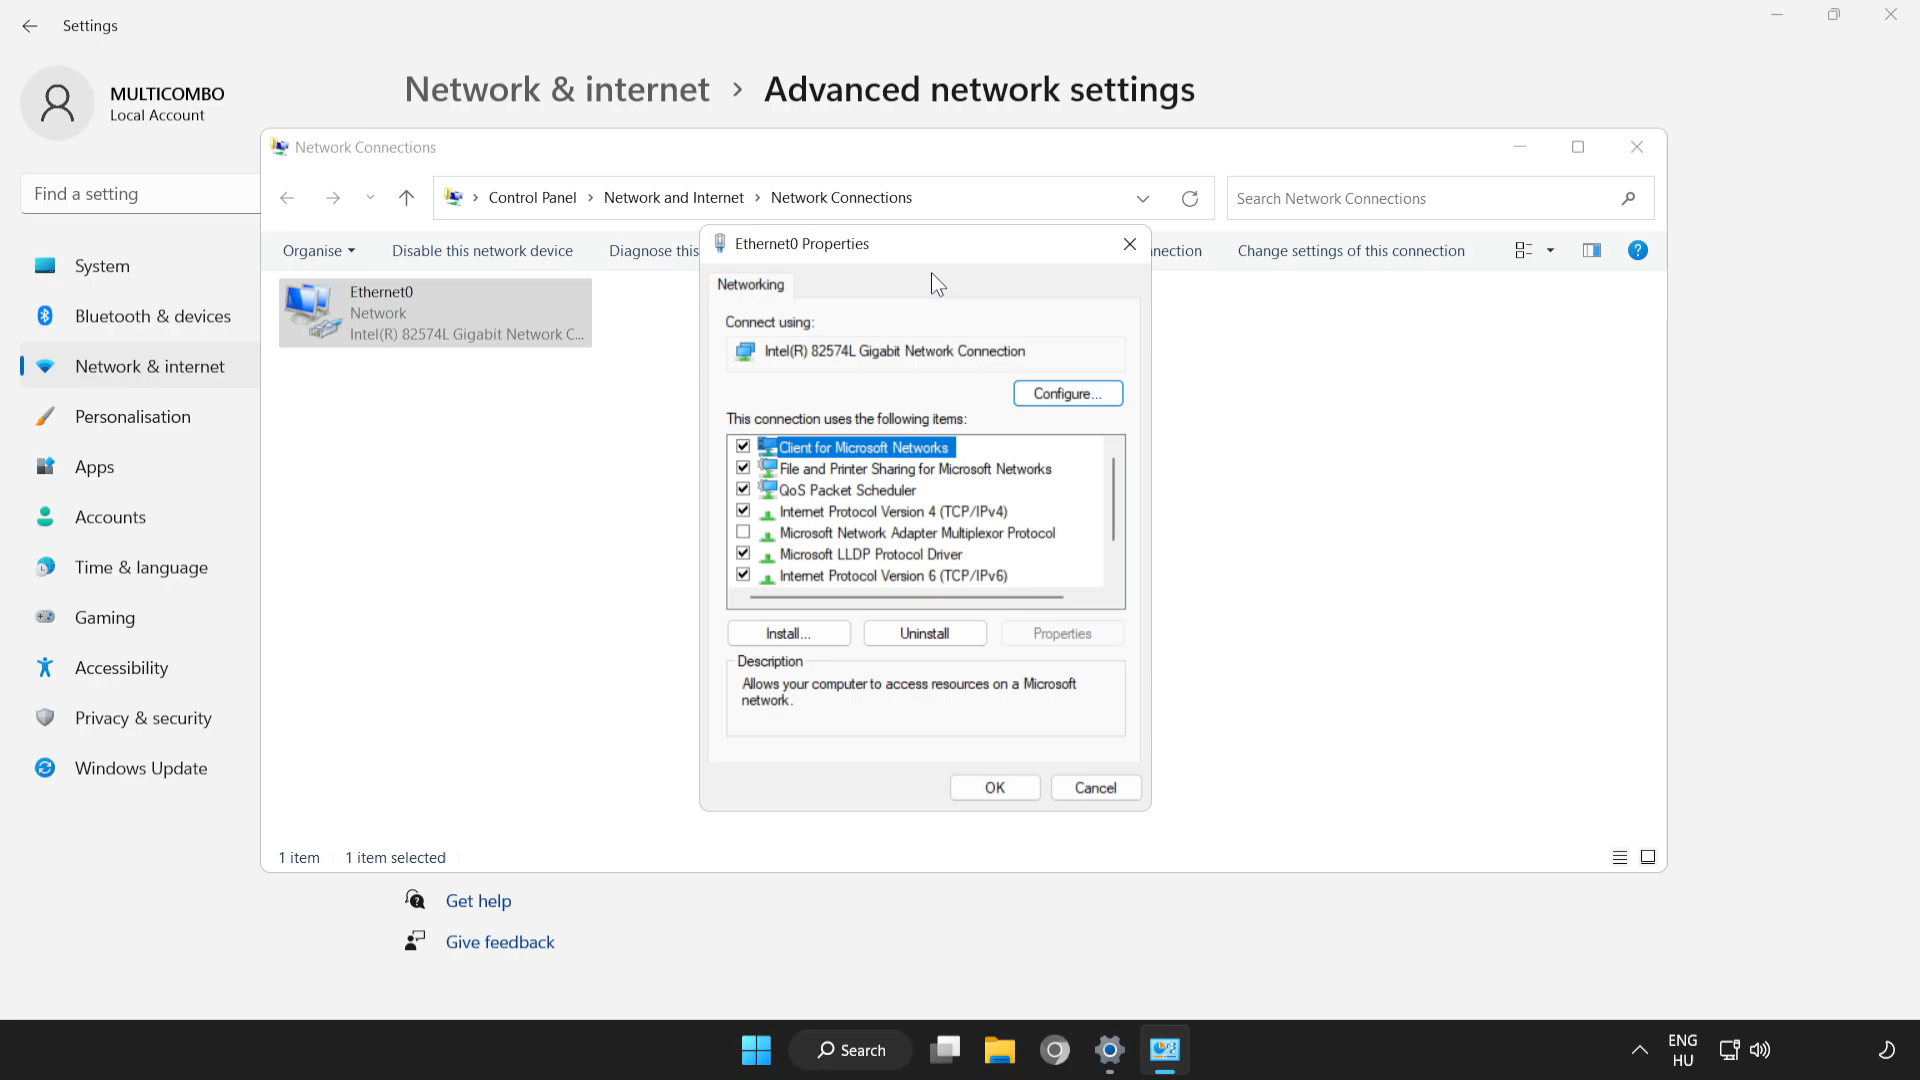 Settings
MULTICOMBO
Local Account
Find a setting
System
Bluetooth & devices
Network & internet
Personalisation
Apps
Accounts
Time & language
Gaming
Accessibility
Privacy & security
Windows Update
Network & internet > Advanced network settings
Network Connections
Control Panel > Network and Internet > Network Connections
Search Network Connections
Organise
Disable this network device
Diagnose this
nnection
Change settings of this connection
Ethernet0
Network
Intel(R) 82574L Gigabit Network C...
Ethernet0 Properties
Networking
Connect using:
Intel(R) 82574L Gigabit Network Connection
Configure...
This connection uses the following items:
Client for Microsoft Networks
File and Printer Sharing for Microsoft Networks
QoS Packet Scheduler
Internet Protocol Version 4 (TCP/IPv4)
Microsoft Network Adapter Multiplexor Protocol
Microsoft LLDP Protocol Driver
Internet Protocol Version 6 (TCP/IPv6)
Install...
Uninstall
Properties
Description
Allows your computer to access resources on a Microsoft
network.
OK
Cancel
1 item
1 item selected
Get help
Give feedback
Search
ENG
HU